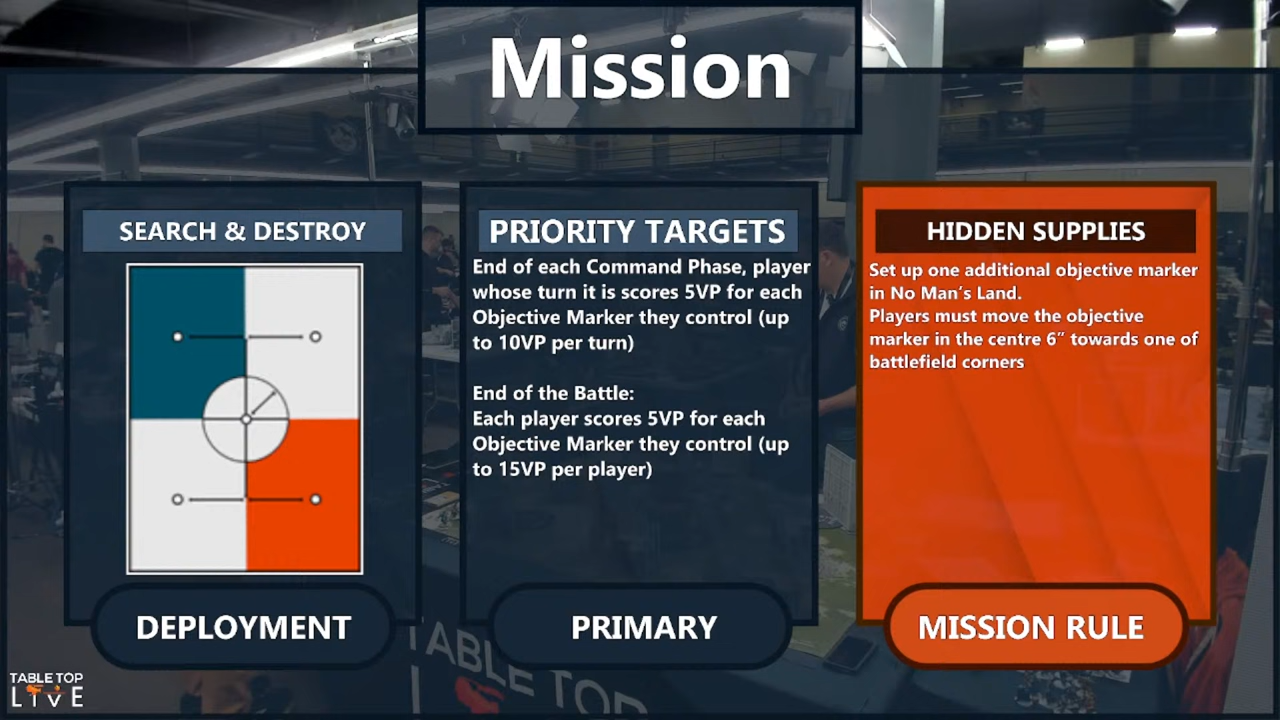 Mission
SEARCH & DESTROY
DEPLOYMENT
PRIORITY TARGETS
End of each Command Phase, player
whose turn it is scores 5VP for each
Objective Marker they control (up
to 10VP per turn)
End of the Battle:
Each player scores 5VP for each
Objective Marker they control (up
to 15VP per player)
PRIMARY
HIDDEN SUPPLIES
Set up one additional objective marker
in No Man's Land.
Players must move the objective
marker in the centre 6" towards one of
battlefield corners
MISSION RULE
TABLE TOP
LIVE
TABLE TOP